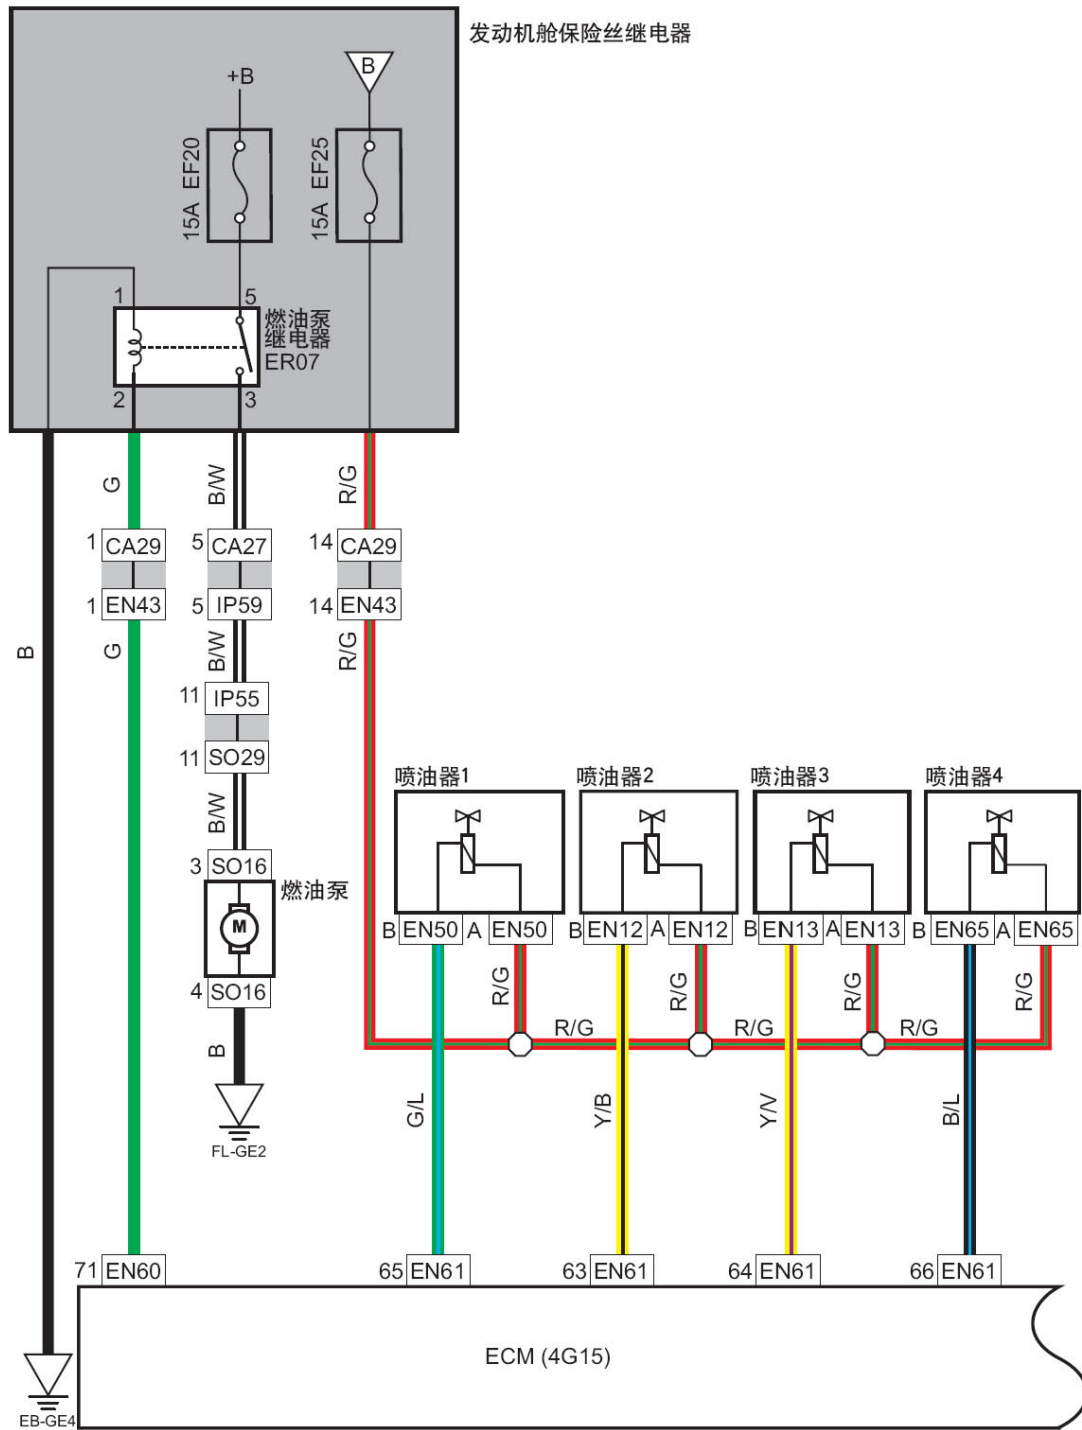 发动机舱保险丝继电器
+B
B
15A EF20
15A EF25
1
5
燃油泵
继电器
ER07
2
3
G
B/W
R/G
1 CA29
5 CA27
14 CA29
1 EN43
5 IP59
14 EN43
B
G
B/W
R/G
11 IP55
11 SO29
B/W
喷油器1
喷油器2
喷油器3
喷油器4
3 SO16
燃油泵
M
B EN50 A EN50
B EN12 A EN12
B EN13 A EN13
B EN65 A EN65
4 SO16
R/G
R/G
R/G
R/G
R/G
R/G
R/G
B
G/L
Y/B
Y/V
B/L
FL-GE2
71 EN60
65 EN61
63 EN61
64 EN61
66 EN61
ECM (4G15)
EB-GE4